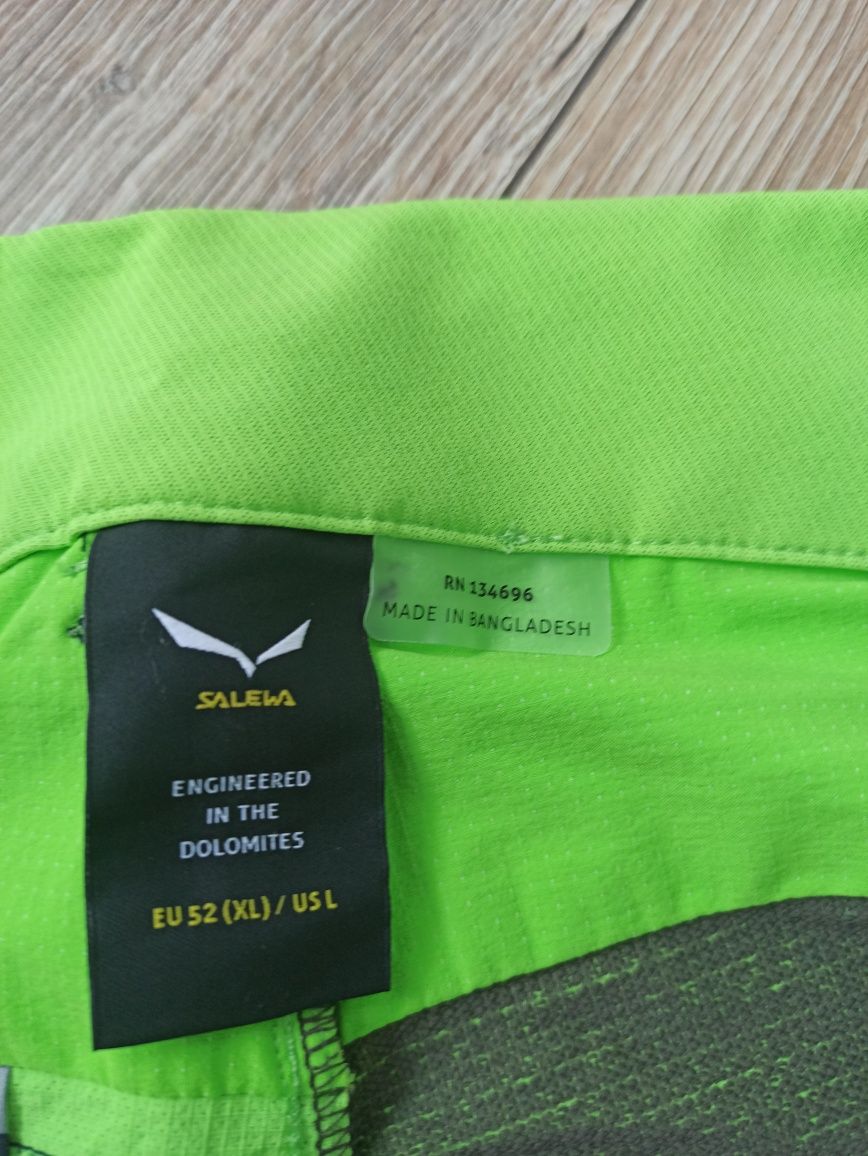 RN 134696
MADE IN BANGLADESH
SALEWA
ENGINEERED
IN THE
DOLOMITES
EU 52 (XL) / US L